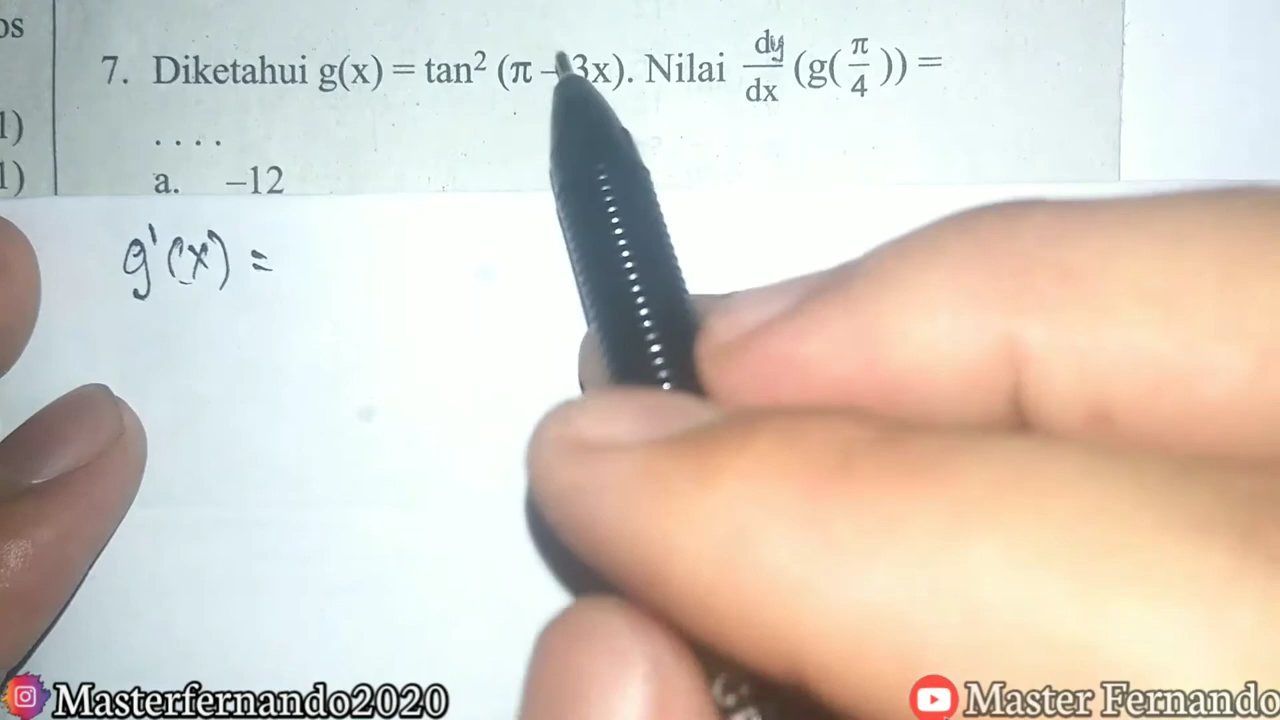 os
7. Diketahui g(x) = tan² (π – 3x). Nilai dy/dx (g(π/4)) =
1)
. . . .
1)
a. –12
g'(x) =
Masterfernando2020
Master Fernando